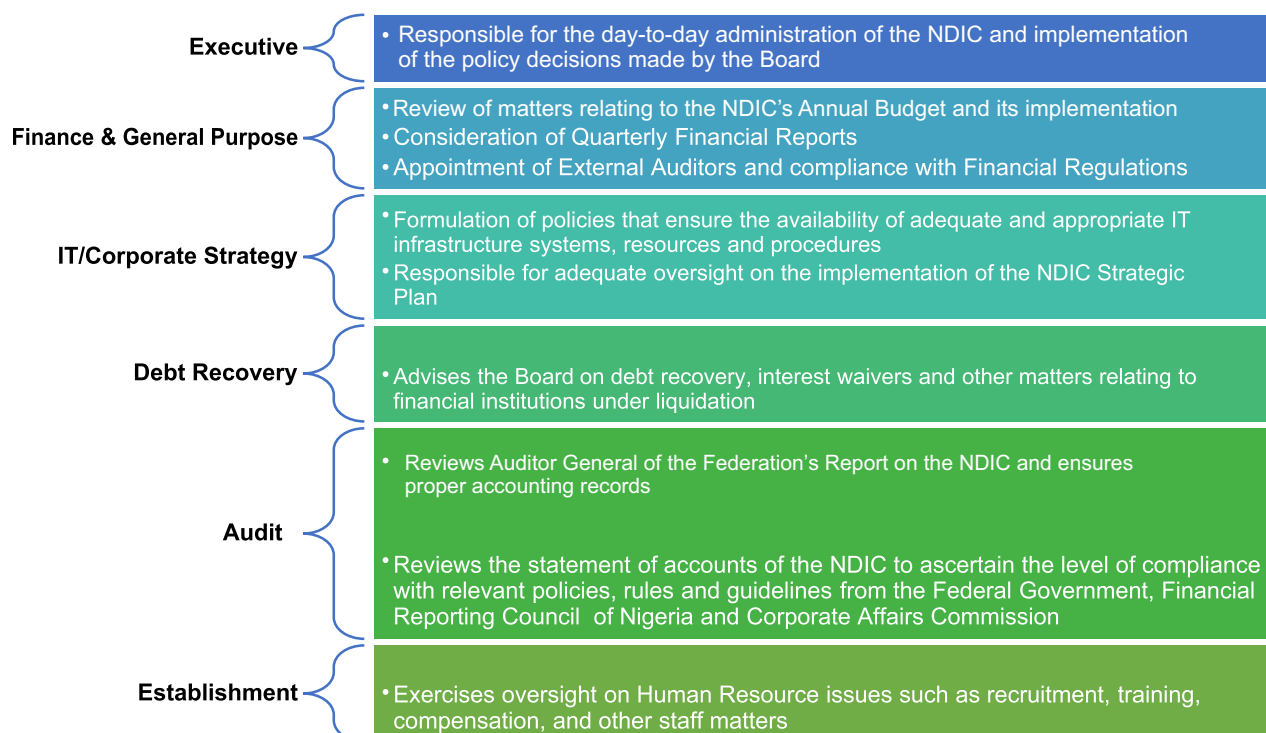 Executive
• Responsible for the day-to-day administration of the NDIC and implementation
of the policy decisions made by the Board
Finance & General Purpose
• Review of matters relating to the NDIC’s Annual Budget and its implementation
• Consideration of Quarterly Financial Reports
• Appointment of External Auditors and compliance with Financial Regulations
IT/Corporate Strategy
• Formulation of policies that ensure the availability of adequate and appropriate IT
infrastructure systems, resources and procedures
• Responsible for adequate oversight on the implementation of the NDIC Strategic
Plan
Debt Recovery
• Advises the Board on debt recovery, interest waivers and other matters relating to
financial institutions under liquidation
Audit
• Reviews Auditor General of the Federation’s Report on the NDIC and ensures
proper accounting records
• Reviews the statement of accounts of the NDIC to ascertain the level of compliance
with relevant policies, rules and guidelines from the Federal Government, Financial
Reporting Council of Nigeria and Corporate Affairs Commission
Establishment
• Exercises oversight on Human Resource issues such as recruitment, training,
compensation, and other staff matters